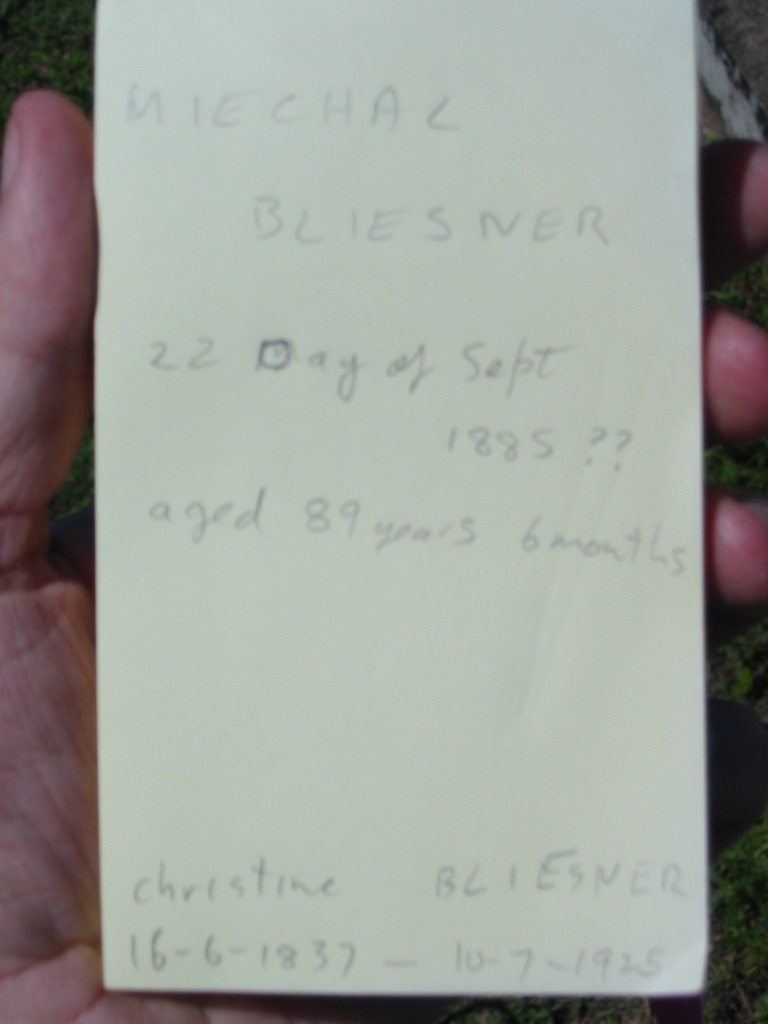 MIECHAL
BLIESNER
22 Day of Sept
1885 ??
aged 89 years 6 months
christine BLIESNER
16-6-1837 — 10-7-1925